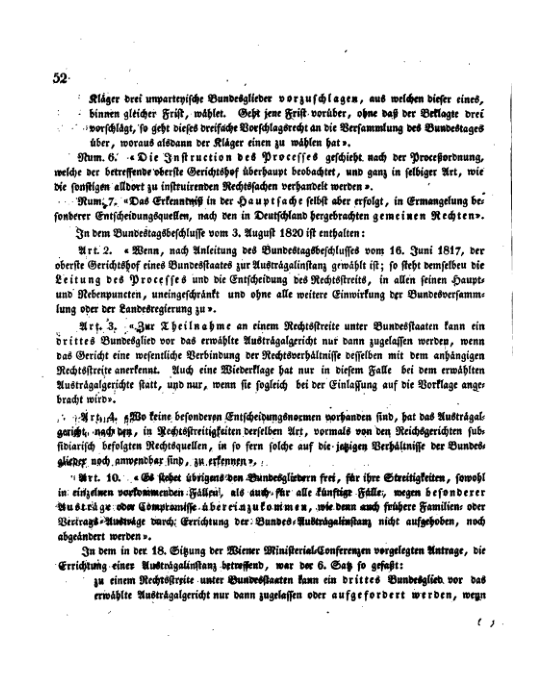 52
Kläger drei unparteyische Bundesglieder vorzuschlagen, aus welchen dieser eines,
binnen gleicher Frist, wählet. Geht jene Frist vorüber, ohne daß der Beklagte drei
vorschlägt, so geht dieses dreifache Vorschlagsrecht an die Versammlung des Bundestages
über, woraus alsdann der Kläger einen zu wählen hat».
Num. 6. «Die Instruction des Processes geschieht nach der Proceßordnung,
welche der betreffende oberste Gerichtshof überhaupt beobachtet, und ganz in selbiger Art, wie
die sonstigen alldort zu instruirenden Rechtssachen verhandelt werden».
Num. 7. «Das Erkenntniß in der Hauptsache selbst aber erfolgt, in Ermangelung be-
sonderer Entscheidungsquellen, nach den in Deutschland hergebrachten gemeinen Rechten».
In dem Bundestagsbeschlusse vom 3. August 1820 ist enthalten:
Art. 2. «Wenn, nach Anleitung des Bundestagsbeschlusses vom 16. Juni 1817, der
oberste Gerichtshof eines Bundesstaates zur Austrägalinstanz gewählt ist; so steht demselben die
Leitung des Processes und die Entscheidung des Rechtsstreits, in allen seinen Haupt-
und Nebenpuncten, uneingeschränkt und ohne alle weitere Einwirkung der Bundesversamm-
lung oder der Landesregierung zu».
Art. 3. «Zur Theilnahme an einem Rechtsstreite unter Bundesstaaten kann ein
drittes Bundesglied vor das erwählte Austrägalgericht nur dann zugelassen werden, wenn
das Gericht eine wesentliche Verbindung der Rechtsverhältnisse desselben mit dem anhängigen
Rechtsstreite anerkennt. Auch eine Wiederklage hat nur in diesem Falle bei dem erwählten
Austrägalgerichte statt, und nur, wenn sie sogleich bei der Einlassung auf die Vorklage ange-
bracht wird».
Art. 4. «Wo keine besonderen Entscheidungsnormen vorhanden sind, hat das Austrägal-
gericht, nach den, in Rechtsstreitigkeiten derselben Art, vormals von den Reichsgerichten sub-
sidiarisch befolgten Rechtsquellen, in so fern solche auf die jetzigen Verhältnisse der Bundes-
glieder noch anwendbar sind, zu erkennen».
Art. 10. «Es stehet übrigens den Bundesgliedern frei, für ihre Streitigkeiten, sowohl
in einzelnen vorkommenden Fällen, als auch für alle künftige Fälle, wegen besonderer
Austräge oder Compromisse übereinzukommen, wie denn auch frühere Familien- oder
Vertrags-Austräge durch Errichtung der Bundes-Austrägalinstanz nicht aufgehoben, noch
abgeändert werden».
In dem in der 18. Sitzung der Wiener Ministerial-Conferenzen vorgelegten Antrage, die
Errichtung einer Austrägalinstanz betreffend, war der 6. Satz so gefaßt:
zu einem Rechtsstreite unter Bundesstaaten kann ein drittes Bundesglied vor das
erwählte Austrägalgericht nur dann zugelassen oder aufgefordert werden, wenn